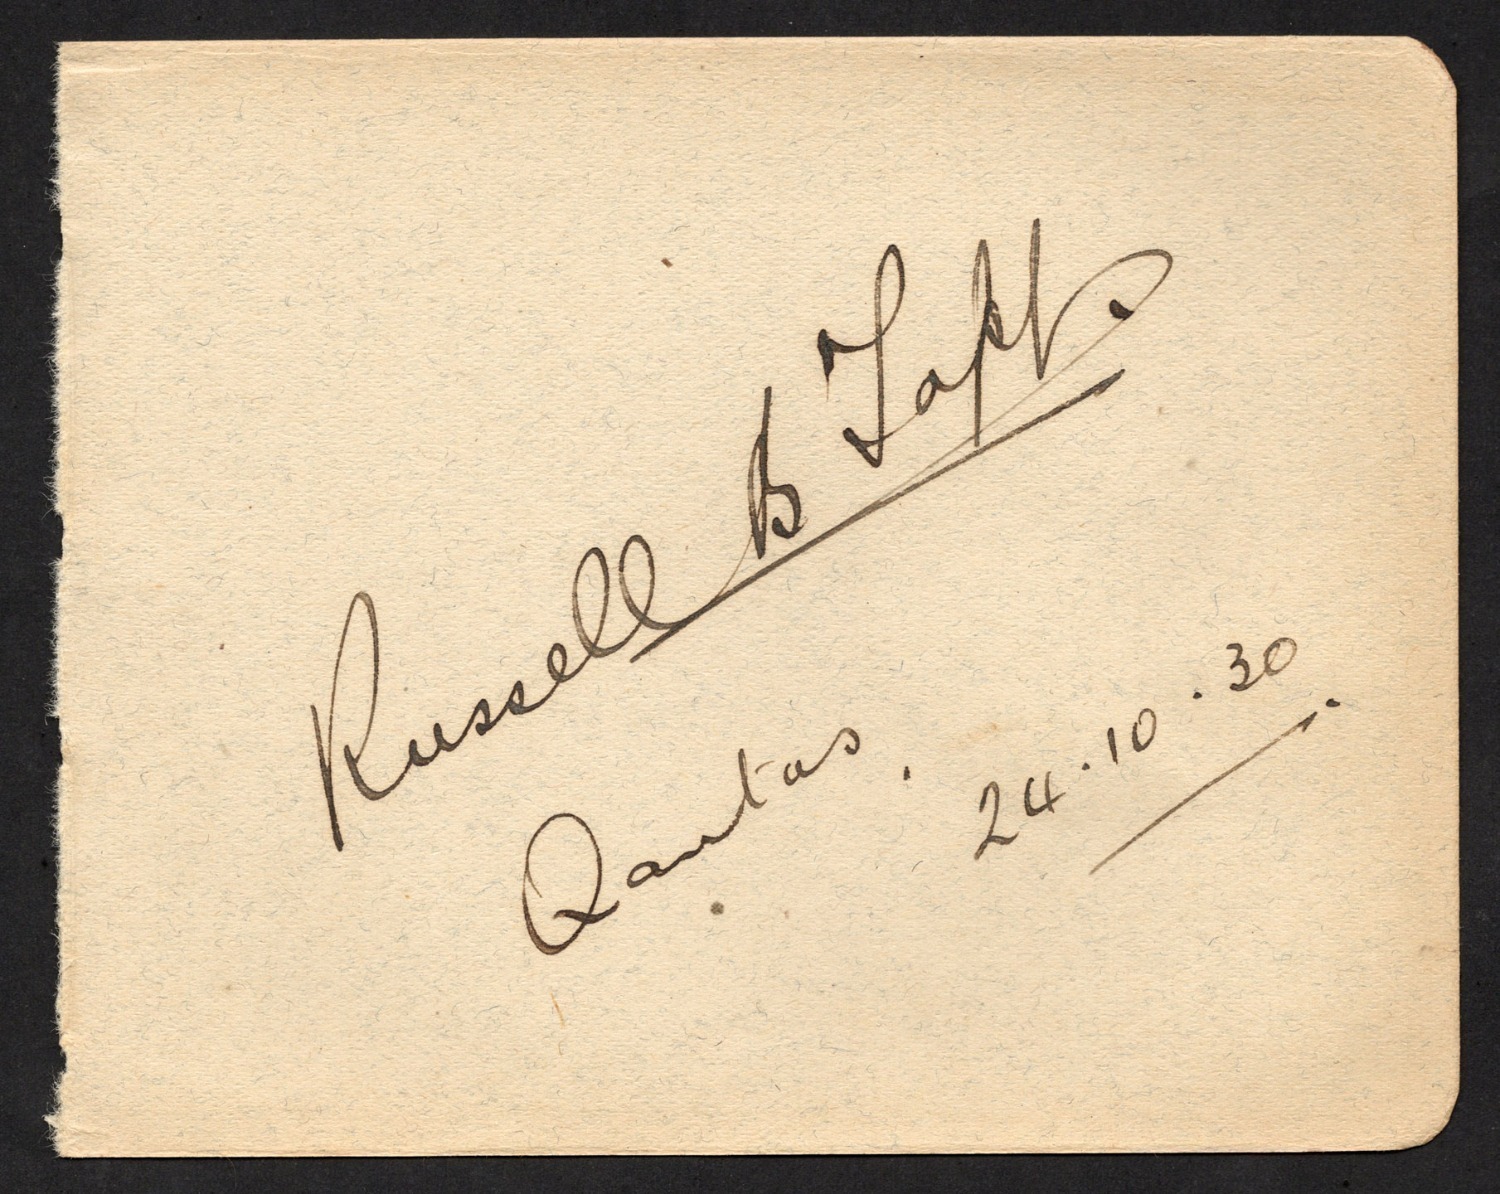 Russell B Tapp.
Qantas. 24.10.30.